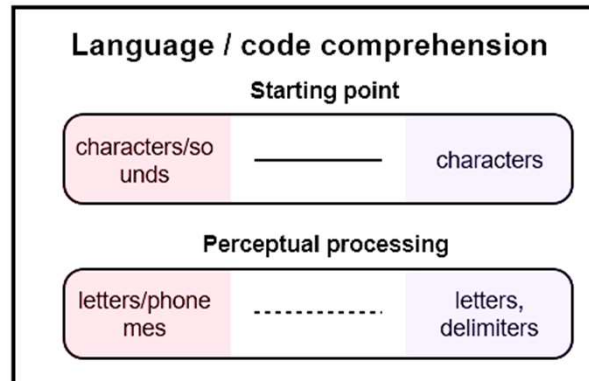 Language / code comprehension
Starting point
characters/so
unds
characters
Perceptual processing
letters/phone
mes
letters,
delimiters